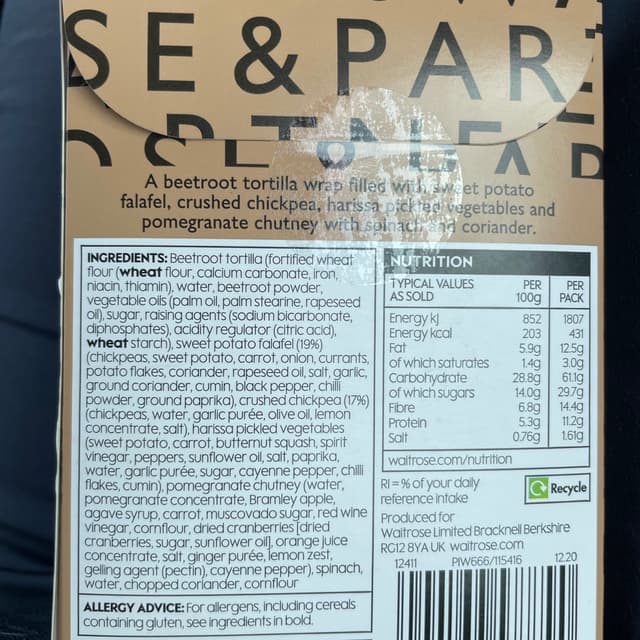 SE & PAR
A beetroot tortilla wrap filled with sweet potato
falafel, crushed chickpea, harissa pickled vegetables and
pomegranate chutney with spinach and coriander.
INGREDIENTS: Beetroot tortilla (fortified wheat
flour (wheat flour, calcium carbonate, iron,
niacin, thiamin), water, beetroot powder,
vegetable oils (palm oil, palm stearine, rapeseed
oil), sugar, raising agents (sodium bicarbonate,
diphosphates), acidity regulator (citric acid),
wheat starch), sweet potato falafel (19%)
(chickpeas, sweet potato, carrot, onion, currants,
potato flakes, coriander, rapeseed oil, salt, garlic,
ground coriander, cumin, black pepper, chilli
powder, ground paprika), crushed chickpea (17%)
(chickpeas, water, garlic purée, olive oil, lemon
concentrate, salt), harissa pickled vegetables
(sweet potato, carrot, butternut squash, spirit
vinegar, peppers, sunflower oil, salt, paprika,
water, garlic purée, sugar, cayenne pepper, chilli
flakes, cumin), pomegranate chutney (water,
pomegranate concentrate, Bramley apple,
agave syrup, carrot, muscovado sugar, red wine
vinegar, cornflour, dried cranberries [dried
cranberries, sugar, sunflower oil], orange juice
concentrate, salt, ginger purée, lemon zest,
gelling agent (pectin), cayenne pepper), spinach,
water, chopped coriander, cornflour
ALLERGY ADVICE: For allergens, including cereals
containing gluten, see ingredients in bold.
NUTRITION
TYPICAL VALUES AS SOLD PER 100g PER PACK
Energy kJ 852 1807
Energy kcal 203 431
Fat 5.9g 12.5g
of which saturates 1.4g 3.0g
Carbohydrate 28.8g 61.1g
of which sugars 14.0g 29.7g
Fibre 6.8g 14.4g
Protein 5.3g 11.2g
Salt 0.76g 1.61g
waitrose.com/nutrition
RI = % of your daily
reference intake
Recycle
Produced for
Waitrose Limited Bracknell Berkshire
RG12 8YA UK waitrose.com
12411 PIW666/115416 12.20